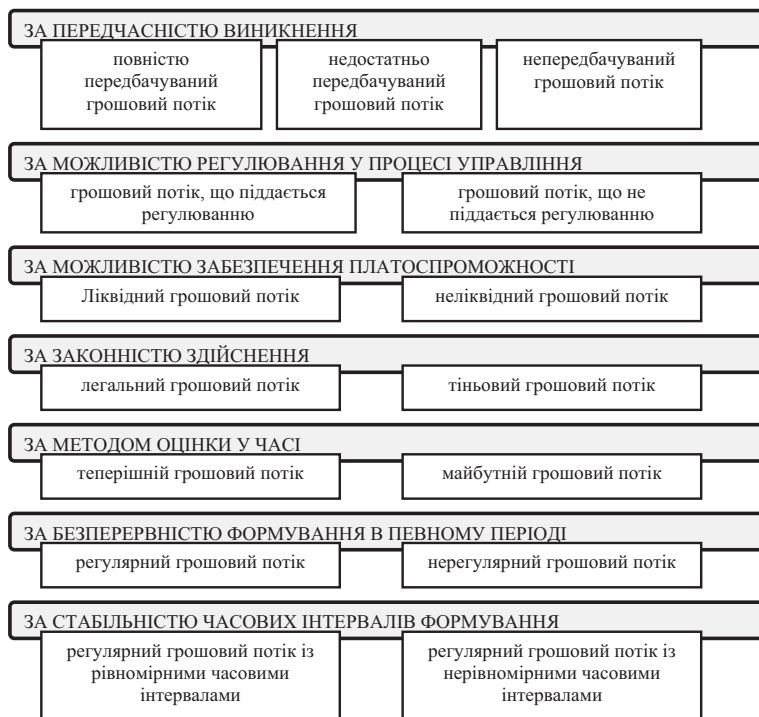 ЗА ПЕРЕДЧАСНІСТЮ ВИНИКНЕННЯ
повністю
передбачуваний
грошовий потік
недостатньо
передбачуваний
грошовий потік
непередбачуваний
грошовий потік
ЗА МОЖЛИВІСТЮ РЕГУЛЮВАННЯ У ПРОЦЕСІ УПРАВЛІННЯ
грошовий потік, що піддається
регулюванню
грошовий потік, що не
піддається регулюванню
ЗА МОЖЛИВІСТЮ ЗАБЕЗПЕЧЕННЯ ПЛАТОСПРОМОЖНОСТІ
Ліквідний грошовий потік
неліквідний грошовий потік
ЗА ЗАКОННІСТЮ ЗДІЙСНЕННЯ
легальний грошовий потік
тіньовий грошовий потік
ЗА МЕТОДОМ ОЦІНКИ У ЧАСІ
теперішній грошовий потік
майбутній грошовий потік
ЗА БЕЗПЕРЕРВНІСТЮ ФОРМУВАННЯ В ПЕВНОМУ ПЕРІОДІ
регулярний грошовий потік
нерегулярний грошовий потік
ЗА СТАБІЛЬНІСТЮ ЧАСОВИХ ІНТЕРВАЛІВ ФОРМУВАННЯ
регулярний грошовий потік із
рівномірними часовими
інтервалами
регулярний грошовий потік із
нерівномірними часовими
інтервалами